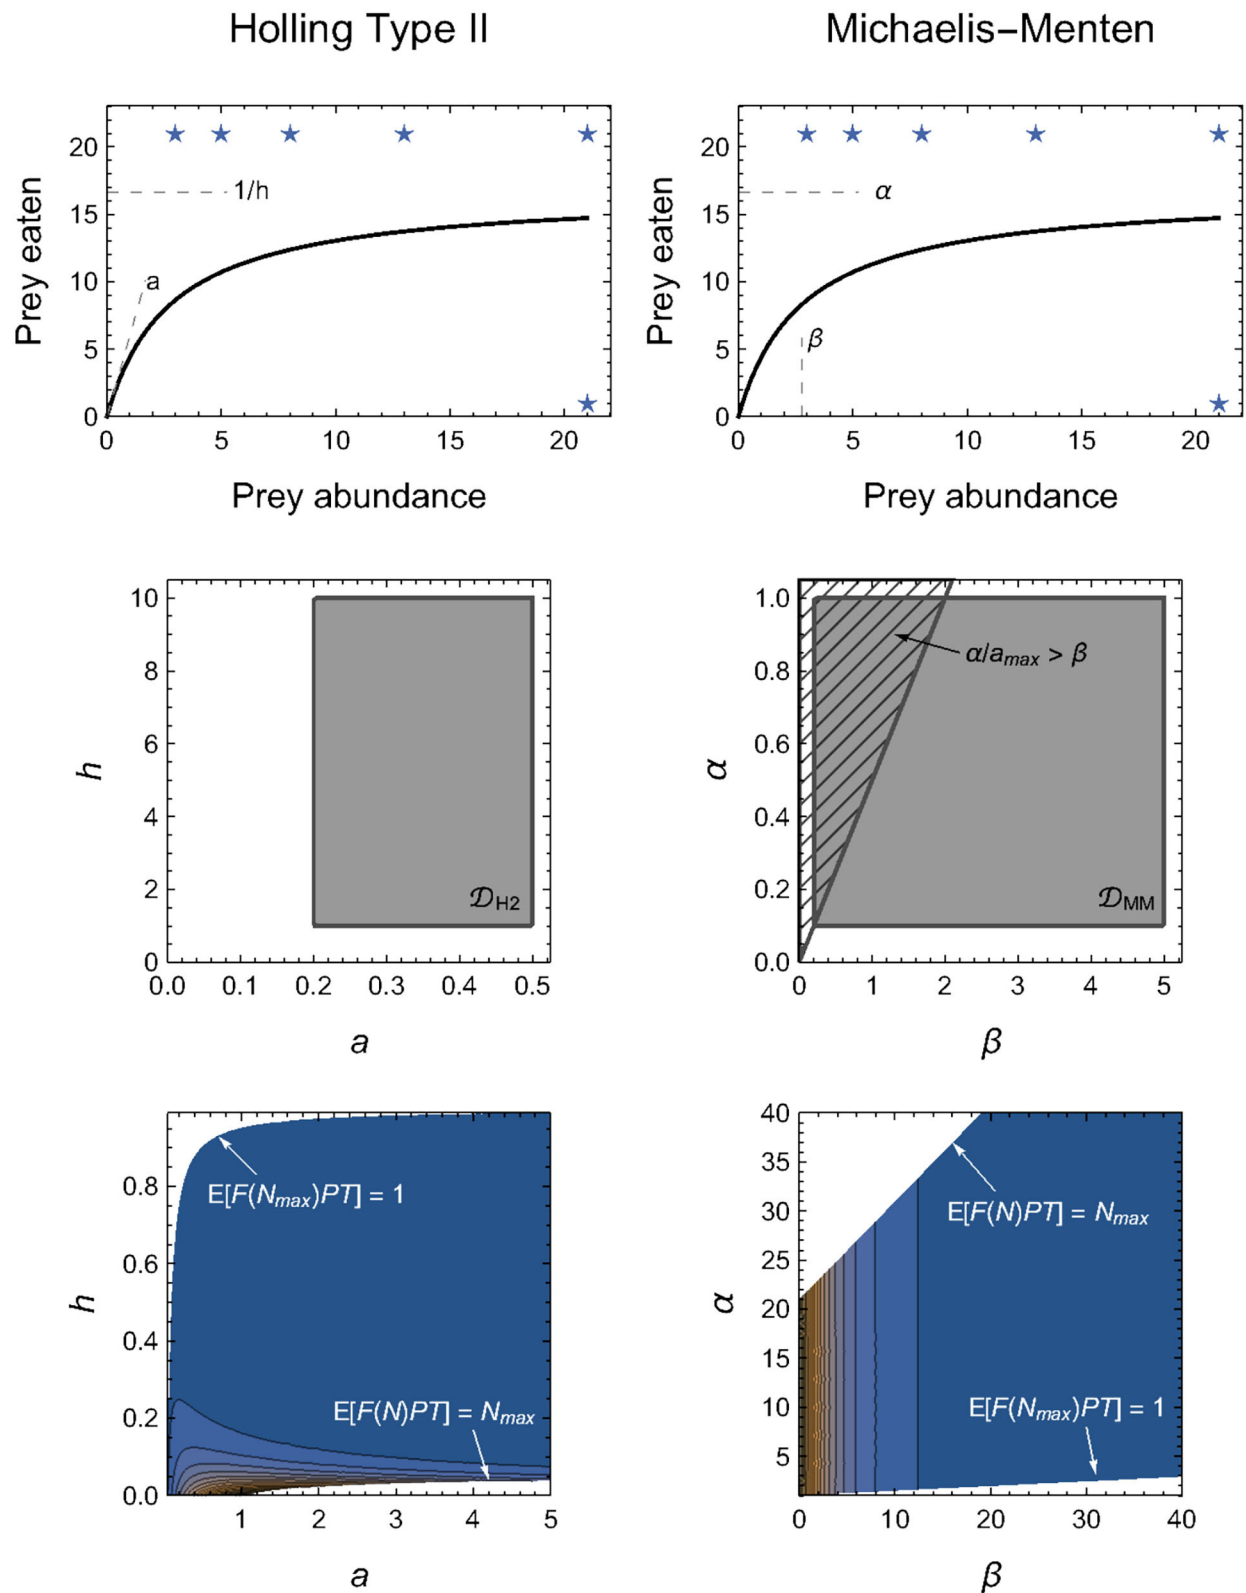 Holling Type II
Michaelis–Menten
Prey eaten
20
15
10
5
0
1/h
a
0 5 10 15 20
Prey abundance
Prey eaten
20
15
10
5
0
α
β
0 5 10 15 20
Prey abundance
h
10
8
6
4
2
0
𝒟H2
0.0 0.1 0.2 0.3 0.4 0.5
a
α
1.0
0.8
0.6
0.4
0.2
0.0
α/amax > β
𝒟MM
0 1 2 3 4 5
β
h
0.8
0.6
0.4
0.2
0.0
E[F(Nmax)PT] = 1
E[F(N)PT] = Nmax
1 2 3 4 5
a
α
40
35
30
25
20
15
10
5
E[F(N)PT] = Nmax
E[F(Nmax)PT] = 1
0 10 20 30 40
β